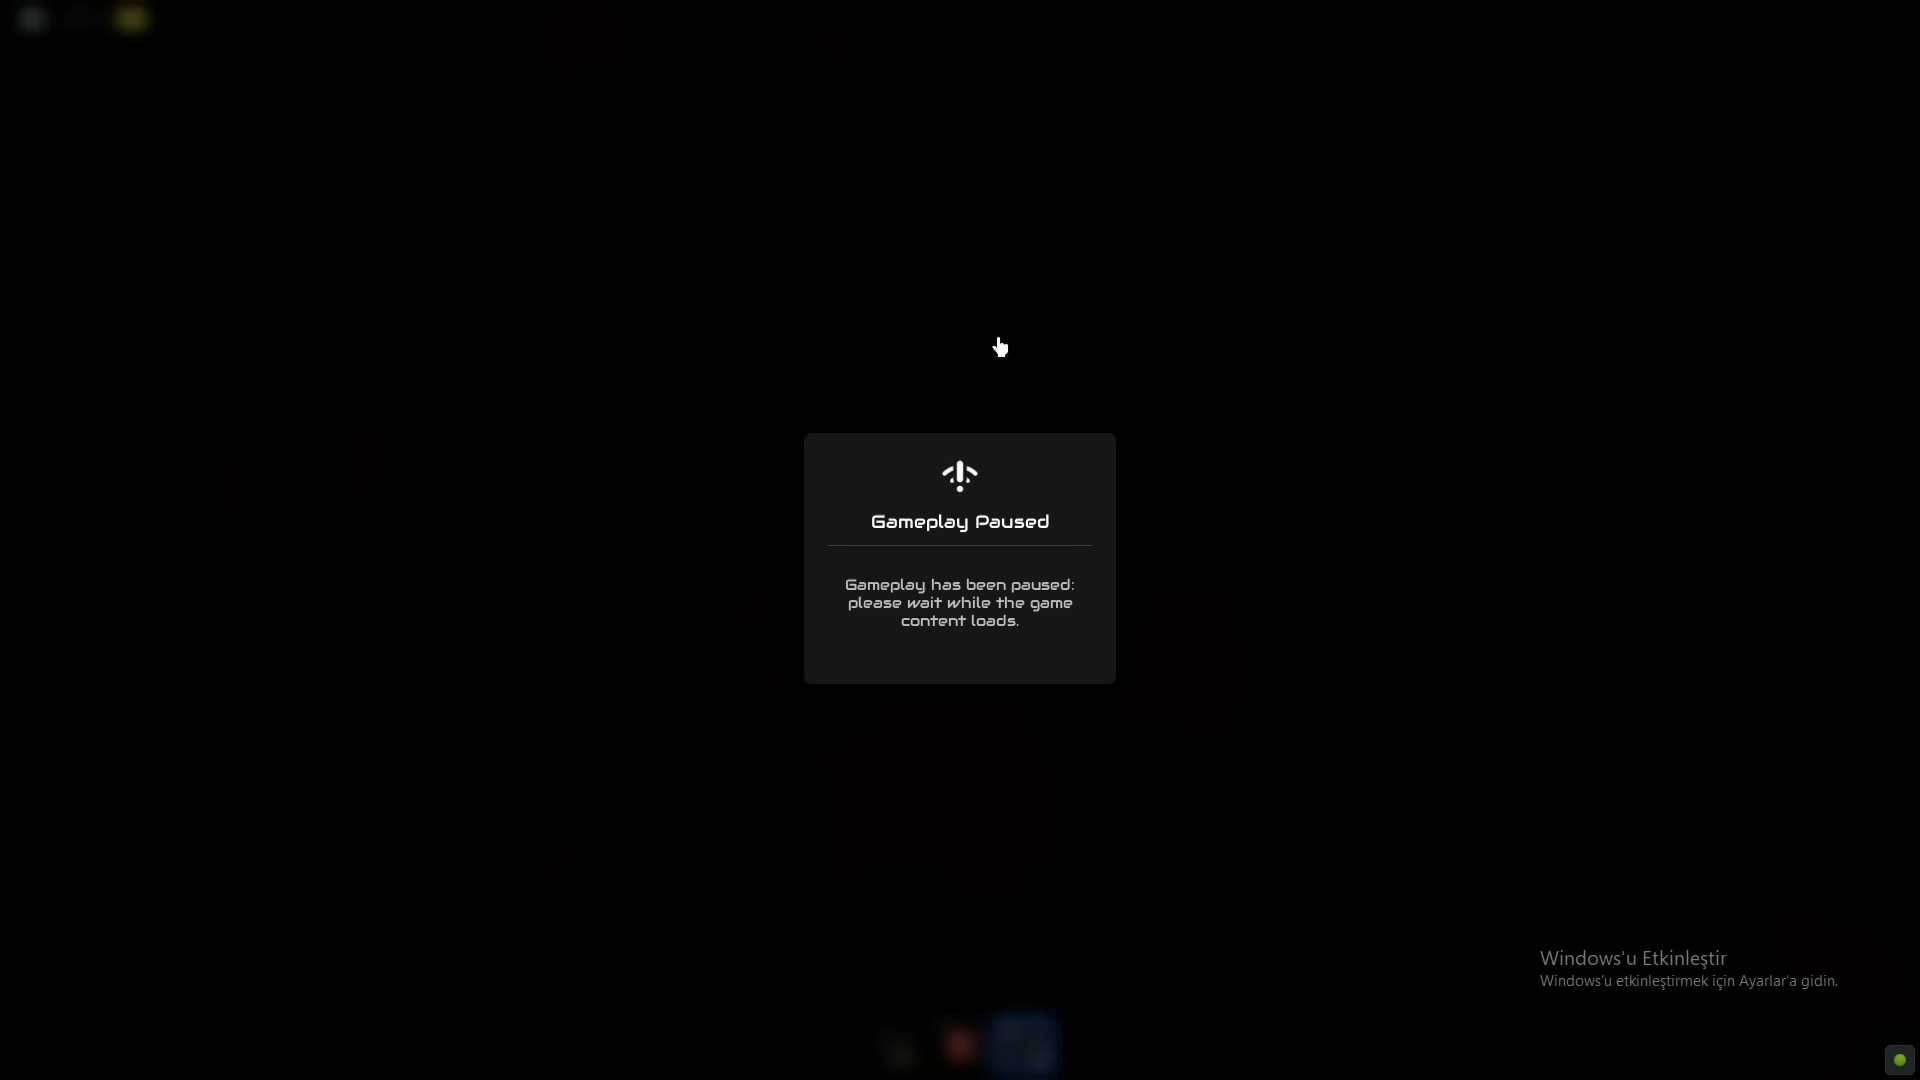 Gameplay Paused
Gameplay has been paused:
please wait while the game
content loads.
Windows'u Etkinleştir
Windows'u etkinleştirmek için Ayarlar'a gidin.